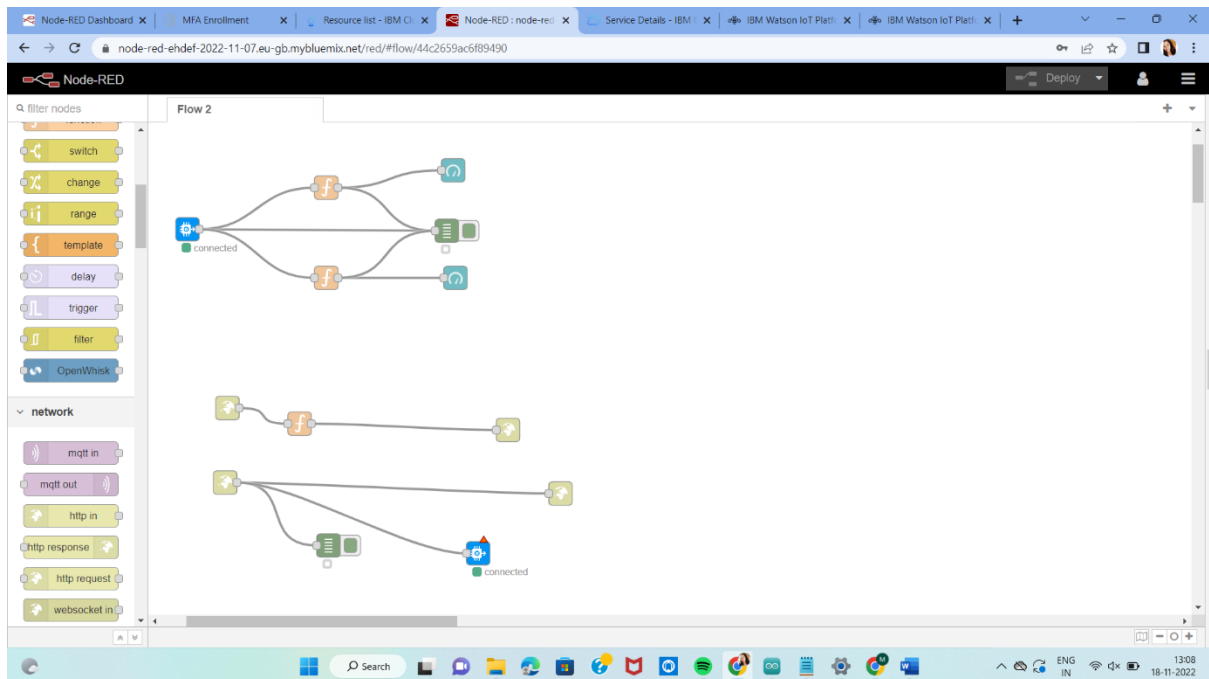 Node-RED Dashboard
MFA Enrollment
Resource list - IBM Cl
Node-RED : node-red
Service Details - IBM
IBM Watson IoT Platfo
IBM Watson IoT Platfo
node-red-ehdef-2022-11-07.eu-gb.mybluemix.net/red/#flow/44c2659ac6f89490
Node-RED
Deploy
filter nodes
Flow 2
switch
change
range
template
delay
trigger
filter
OpenWhisk
network
mqtt in
mqtt out
http in
http response
http request
websocket in
connected
connected
Search
ENG
IN
13:08
18-11-2022